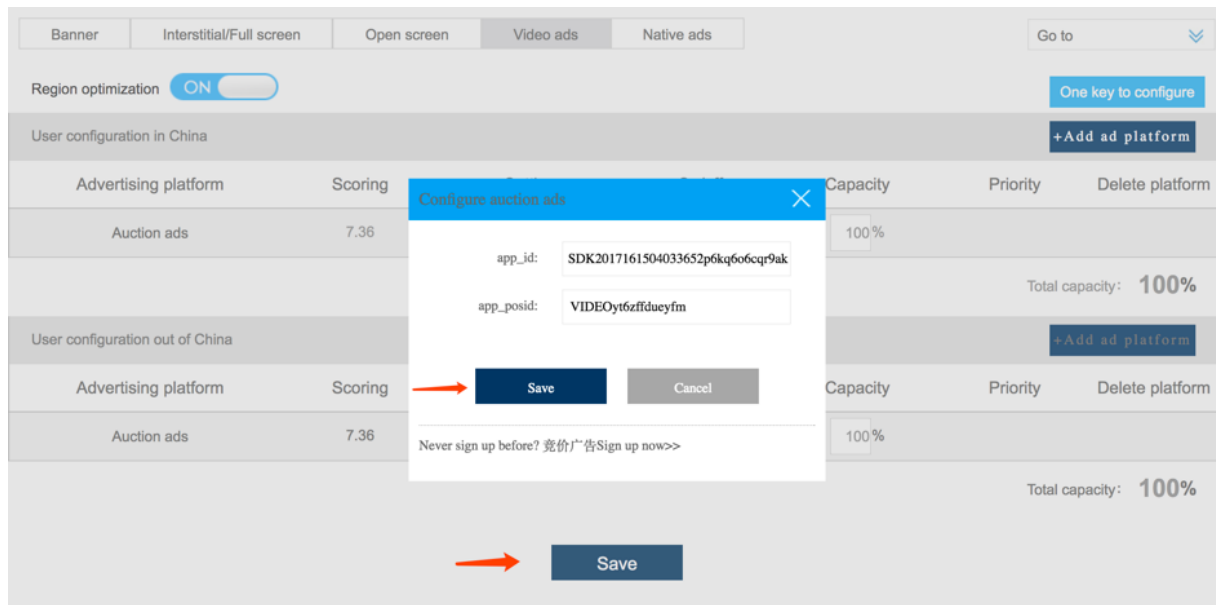 Banner Interstitial/Full screen Open screen Video ads Native ads Go to
Region optimization ON One key to configure
User configuration in China +Add ad platform
Advertising platform Scoring Capacity Priority Delete platform
Configure auction ads
Auction ads 7.36 100%
app_id: SDK2017161504033652p6kq6o6cqr9ak
Total capacity: 100%
app_posid: VIDEOyt6zffdueyfm
User configuration out of China +Add ad platform
Advertising platform Scoring Capacity Priority Delete platform
Save Cancel
Auction ads 7.36 100%
Never sign up before? 竞价广告Sign up now>>
Total capacity: 100%
Save